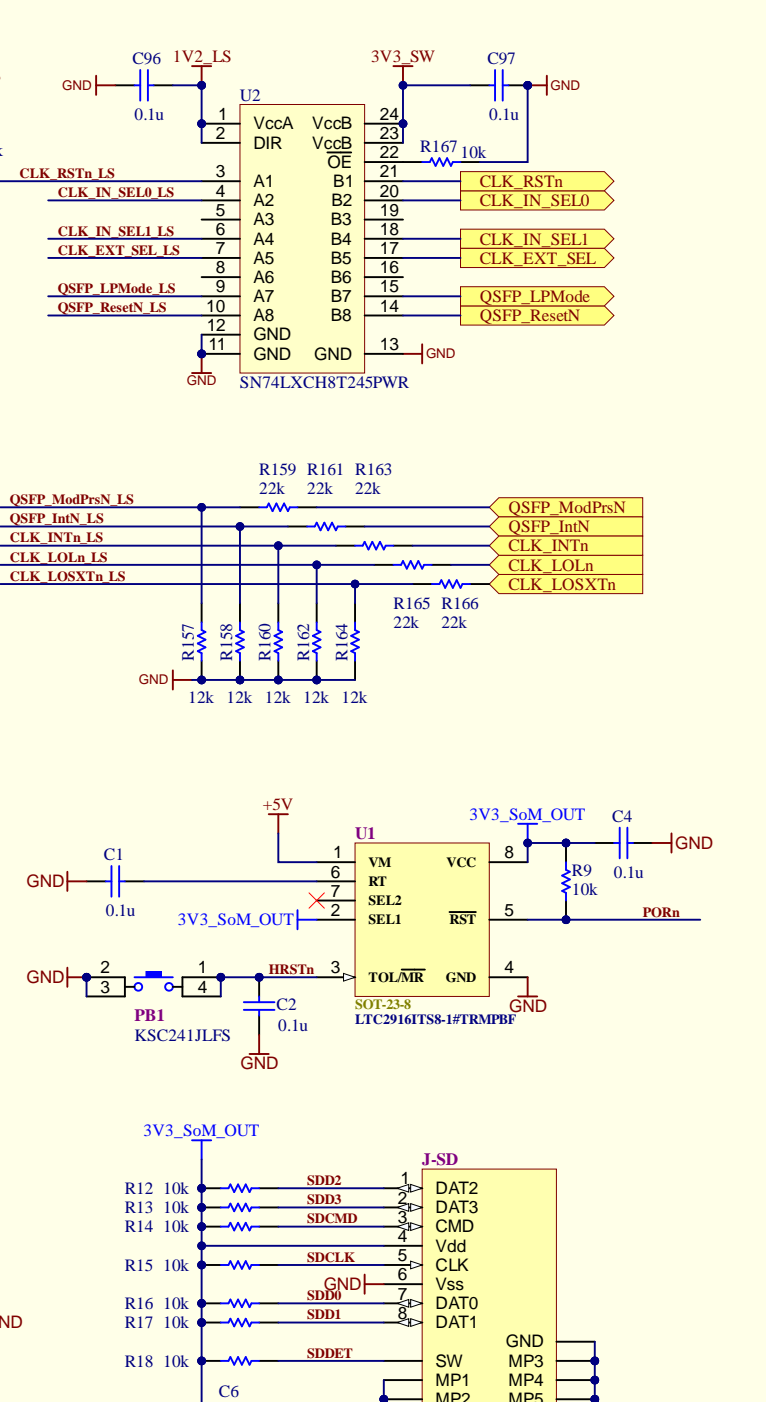 C96 1V2_LS 3V3_SW C97
GND GND
0.1u 0.1u
U2
1 VccA VccB 24
2 DIR VccB 23
OE 22 R167 10k
CLK_RSTn_LS 3 A1 B1 21 CLK_RSTn
CLK_IN_SEL0_LS 4 A2 B2 20 CLK_IN_SEL0
5 A3 B3 19
CLK_IN_SEL1_LS 6 A4 B4 18 CLK_IN_SEL1
CLK_EXT_SEL_LS 7 A5 B5 17 CLK_EXT_SEL
8 A6 B6 16
QSFP_LPMode_LS 9 A7 B7 15 QSFP_LPMode
QSFP_ResetN_LS 10 A8 B8 14 QSFP_ResetN
12 GND
11 GND GND 13 GND
GND SN74LXCH8T245PWR
R159 R161 R163
22k 22k 22k
QSFP_ModPrsN_LS QSFP_ModPrsN
QSFP_IntN_LS QSFP_IntN
CLK_INTn_LS CLK_INTn
CLK_LOLn_LS CLK_LOLn
CLK_LOSXTn_LS CLK_LOSXTn
R165 R166
22k 22k
R157 R158 R160 R162 R164
GND
12k 12k 12k 12k 12k
+5V 3V3_SoM_OUT C4
U1
GND
C1 1 VM VCC 8
GND 6 RT R9 0.1u
7 SEL2 10k
0.1u
3V3_SoM_OUT 2 SEL1 RST 5 PORn
GND 2 1 HRSTn 3 TOL/MR GND 4
3 4
C2 SOT-23-8 GND
PB1 0.1u LTC2916ITS8-1#TRMPBF
KSC241JLFS
GND
3V3_SoM_OUT
J-SD
R12 10k SDD2 1 DAT2
R13 10k SDD3 2 DAT3
R14 10k SDCMD 3 CMD
4 Vdd
R15 10k SDCLK 5 CLK
GND 6 Vss
R16 10k SDD0 7 DAT0
R17 10k SDD1 8 DAT1
ND
GND
R18 10k SDDET SW MP3
MP1 MP4
C6 MP2 MP5